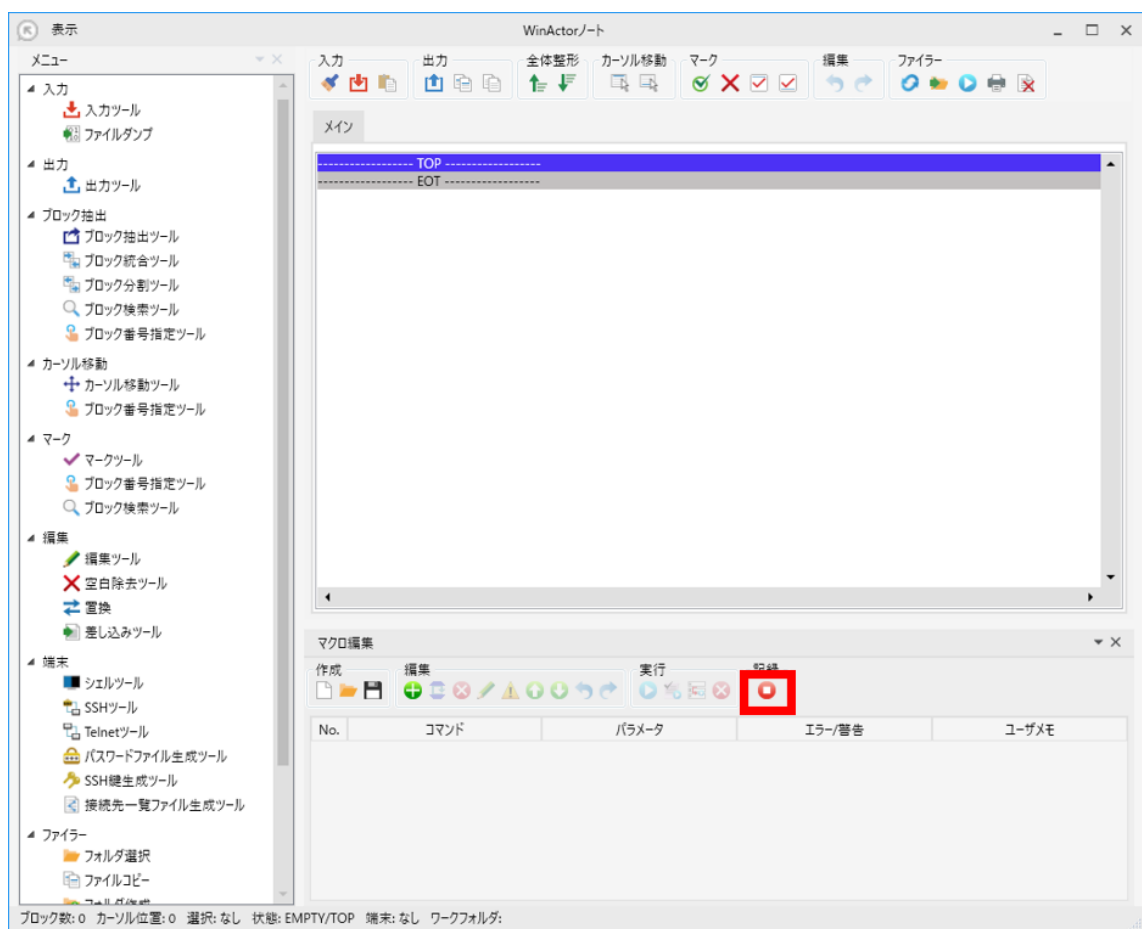 表示
WinActorノート
メニュー
入力
入力ツール
ファイルダンプ
出力
出力ツール
ブロック抽出
ブロック抽出ツール
ブロック統合ツール
ブロック分割ツール
ブロック検索ツール
ブロック番号指定ツール
カーソル移動
カーソル移動ツール
ブロック番号指定ツール
マーク
マークツール
ブロック番号指定ツール
ブロック検索ツール
編集
編集ツール
空白除去ツール
置換
差し込みツール
端末
シェルツール
SSHツール
Telnetツール
パスワードファイル生成ツール
SSH鍵生成ツール
接続先一覧ファイル生成ツール
ファイラー
フォルダ選択
ファイルコピー
フォルダ作成
入力 出力 全体整形 カーソル移動 マーク 編集 ファイラー
メイン
------------------ TOP ------------------
------------------ EOT ------------------
マクロ編集
作成 編集 実行 記録
No. コマンド パラメータ エラー/警告 ユーザメモ
ブロック数: 0 カーソル位置: 0 選択: なし 状態: EMPTY/TOP 端末: なし ワークフォルダ: